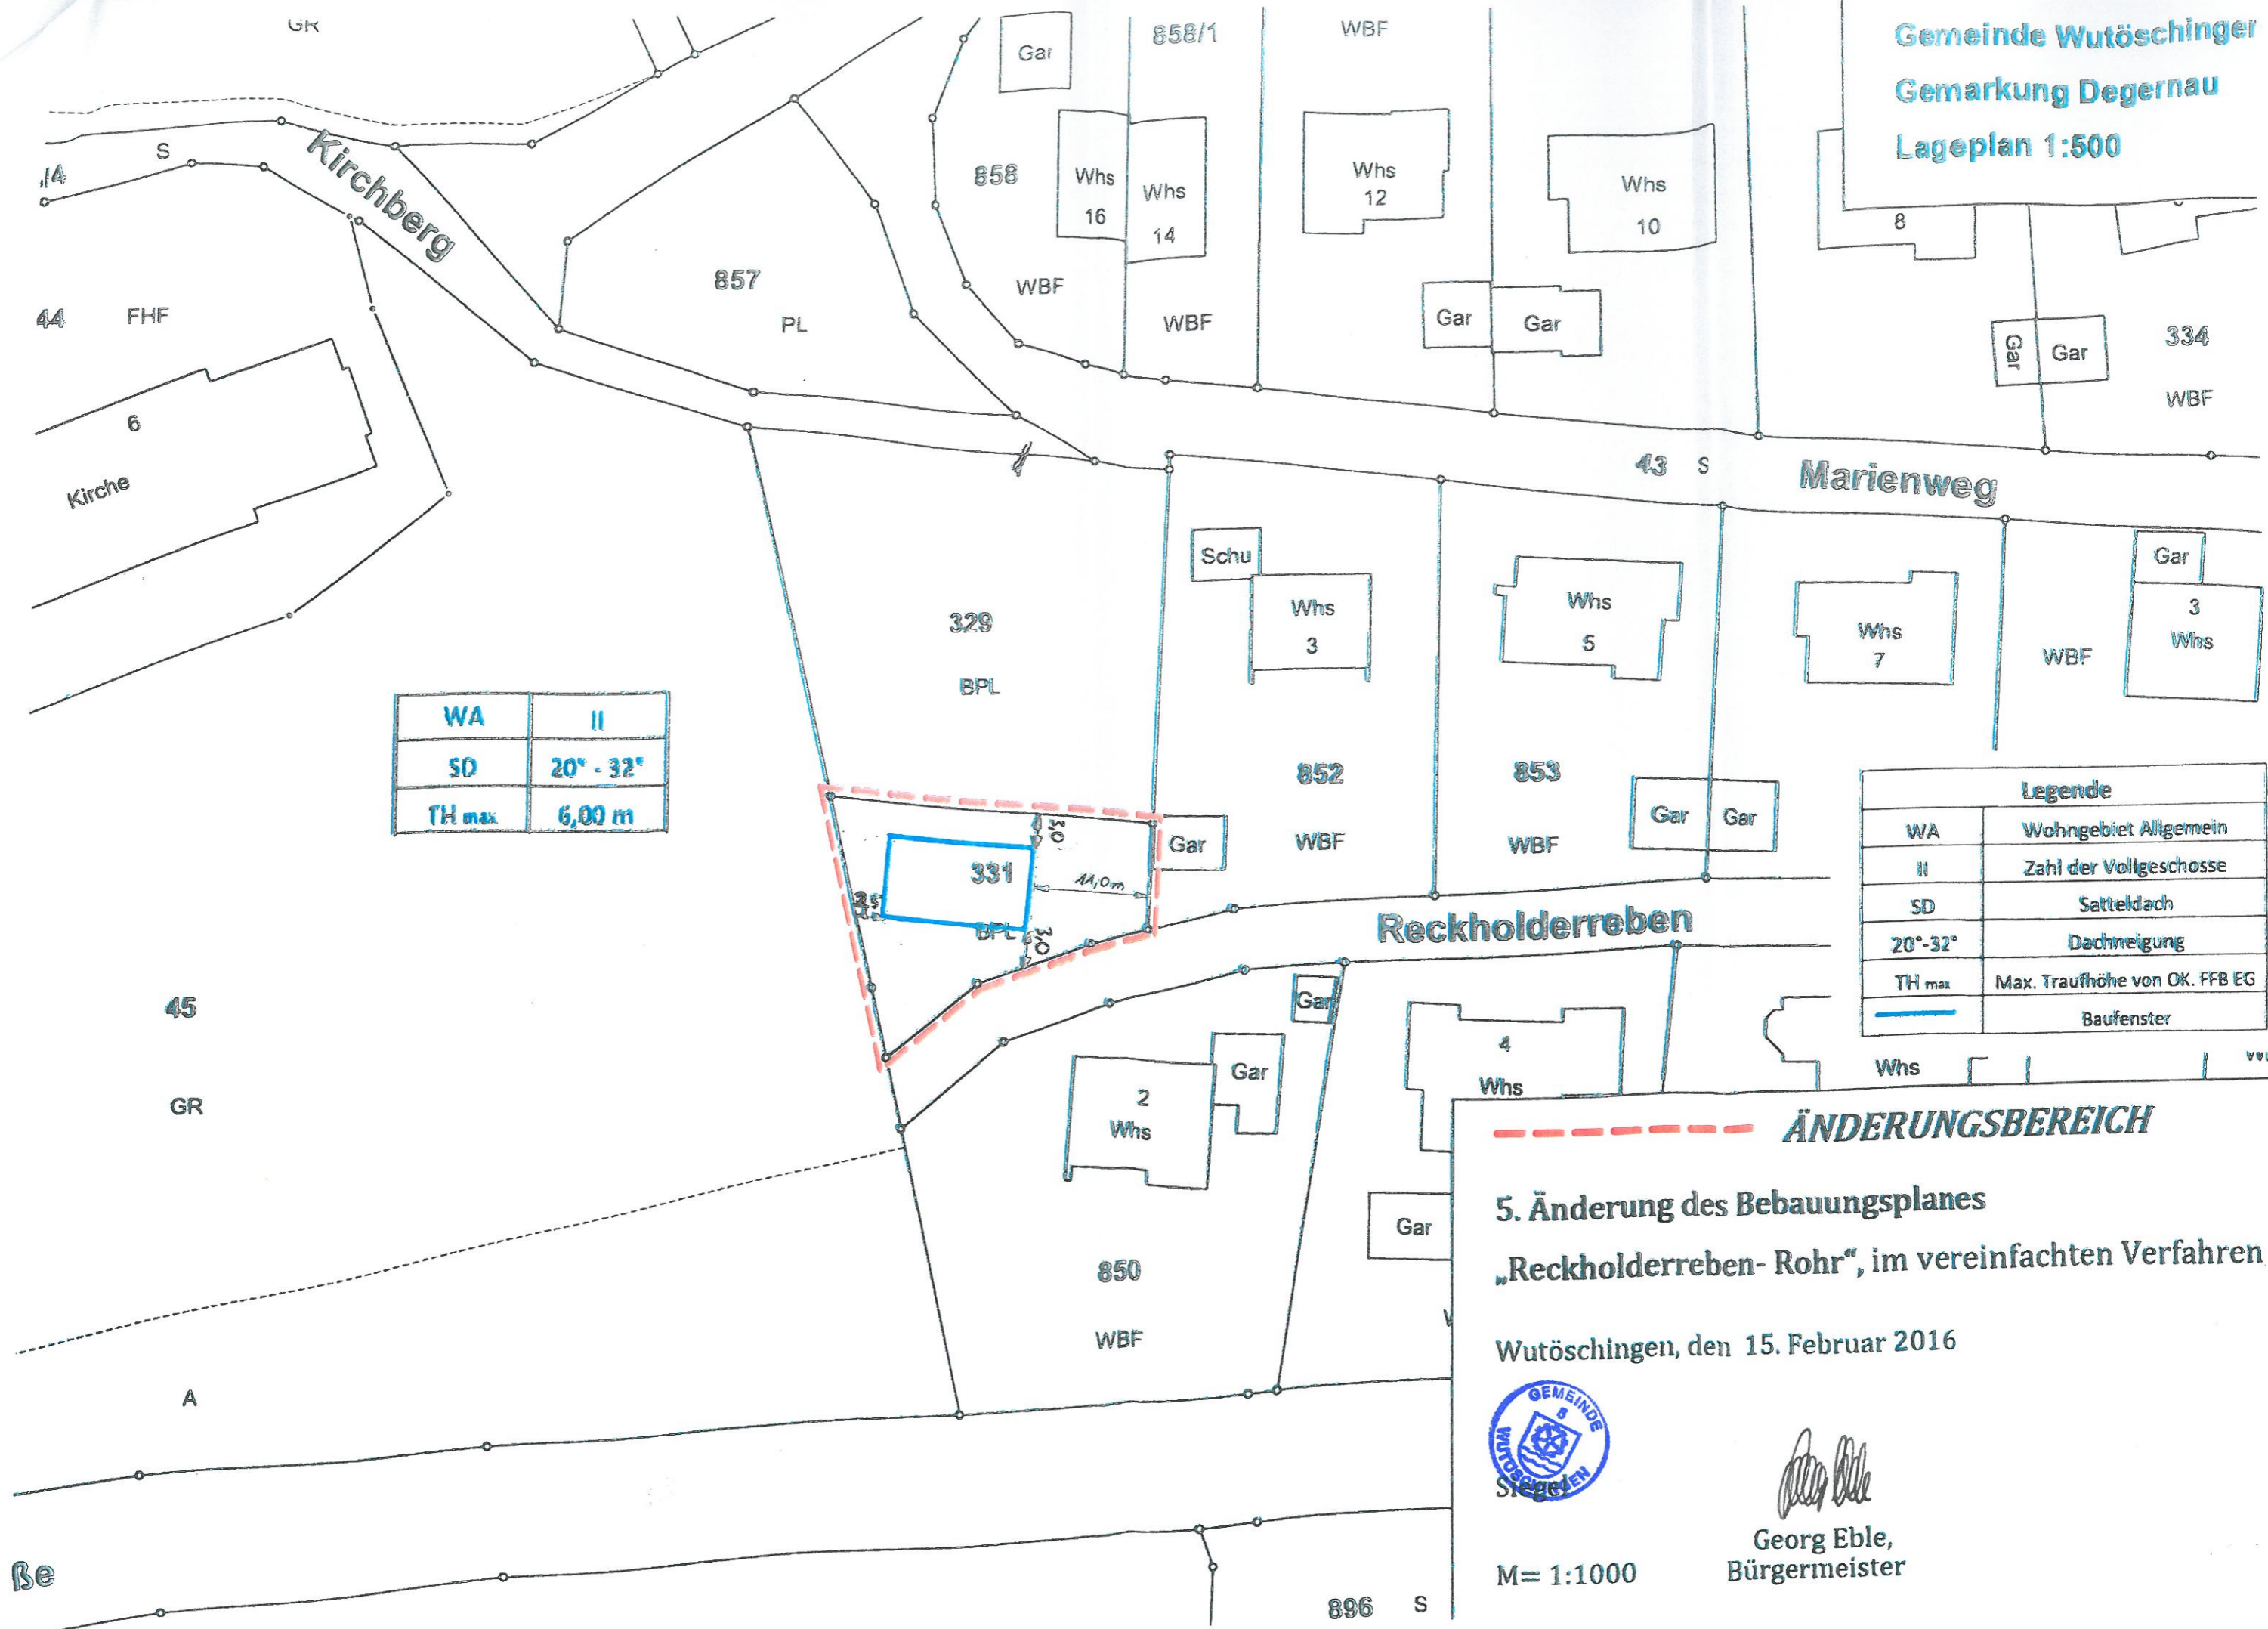 GR
Gar
858/1
WBF
Gemeinde Wutöschinger
Gemarkung Degernau
Lageplan 1:500
S
Kirchberg
858
Whs
16
Whs
14
Whs
12
Whs
10
8
857
PL
WBF
WBF
Gar
Gar
Gar
Gar
334
WBF
44
FHF
6
Kirche
43 S
Marienweg
Schu
Whs
3
Whs
5
Whs
7
WBF
Gar
3
Whs
329
BPL
WA II
SD 20° - 32°
TH max 6,00 m
852
WBF
853
WBF
Gar
Gar
Gar
331
BPL
3,0
11,0m
3,0
Reckholderreben
Legende
WA Wohngebiet Allgemein
II Zahl der Vollgeschosse
SD Satteldach
20°-32° Dachneigung
TH max Max. Traufhöhe von OK. FFB EG
Baufenster
45
GR
Gar
Gar
2
Whs
4
Whs
Whs
Gar
850
WBF
A
ße
896 S
ÄNDERUNGSBEREICH
5. Änderung des Bebauungsplanes
„Reckholderreben- Rohr“, im vereinfachten Verfahren
Wutöschingen, den 15. Februar 2016
GEMEINDE
WUTÖSCHINGEN
Siegel
Georg Eble,
Bürgermeister
M= 1:1000